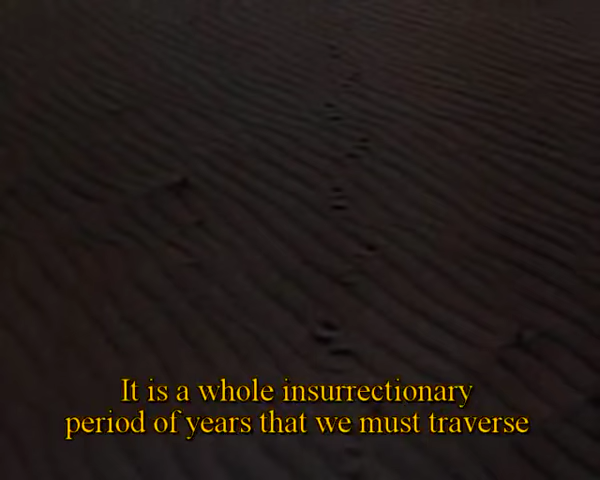 It is a whole insurrectionary
period of years that we must traverse